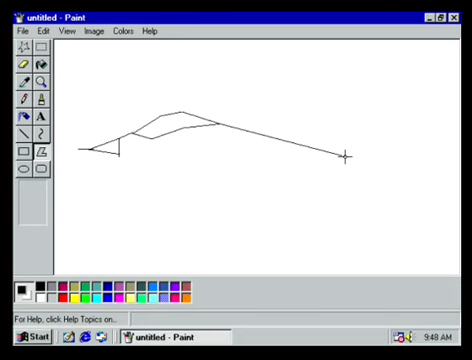 untitled - Paint
File Edit View Image Colors Help
A
For Help, click Help Topics on..
Start
untitled - Paint
9:48 AM